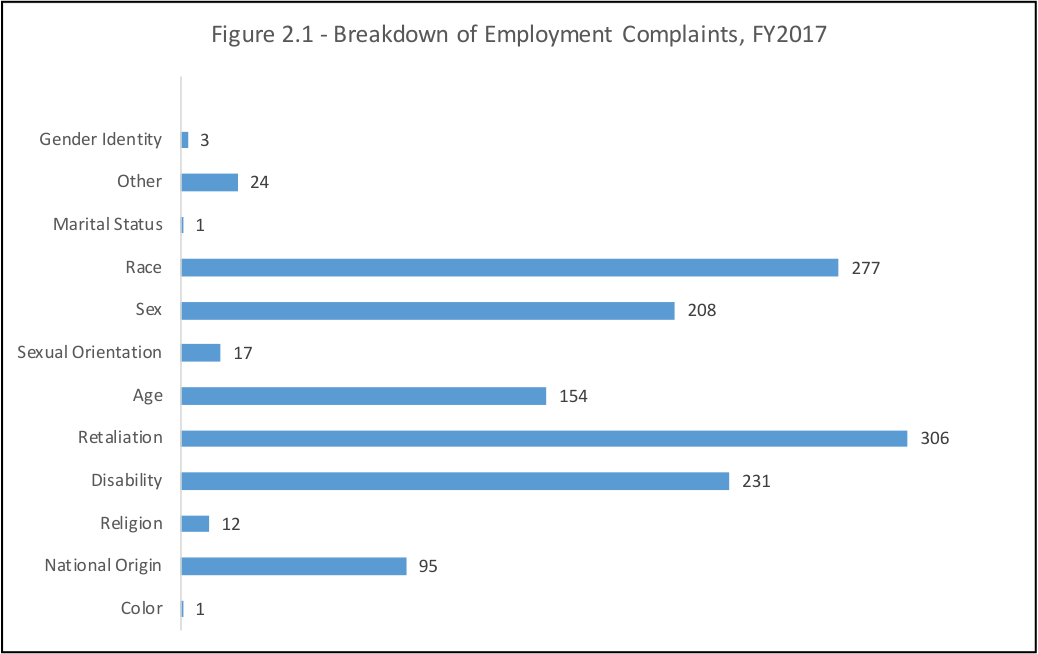 Figure 2.1 - Breakdown of Employment Complaints, FY2017
Gender Identity 3
Other 24
Marital Status 1
Race 277
Sex 208
Sexual Orientation 17
Age 154
Retaliation 306
Disability 231
Religion 12
National Origin 95
Color 1